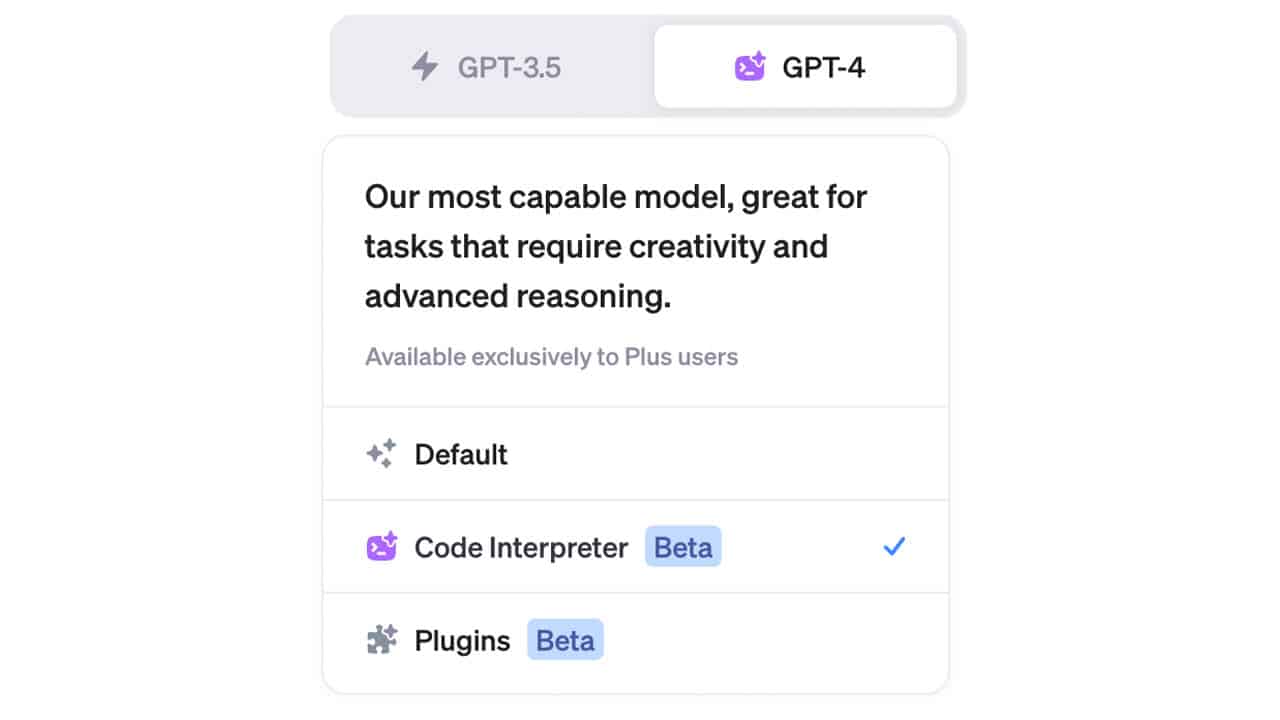 GPT-3.5
GPT-4
Our most capable model, great for
tasks that require creativity and
advanced reasoning.
Available exclusively to Plus users
Default
Code Interpreter Beta
Plugins Beta